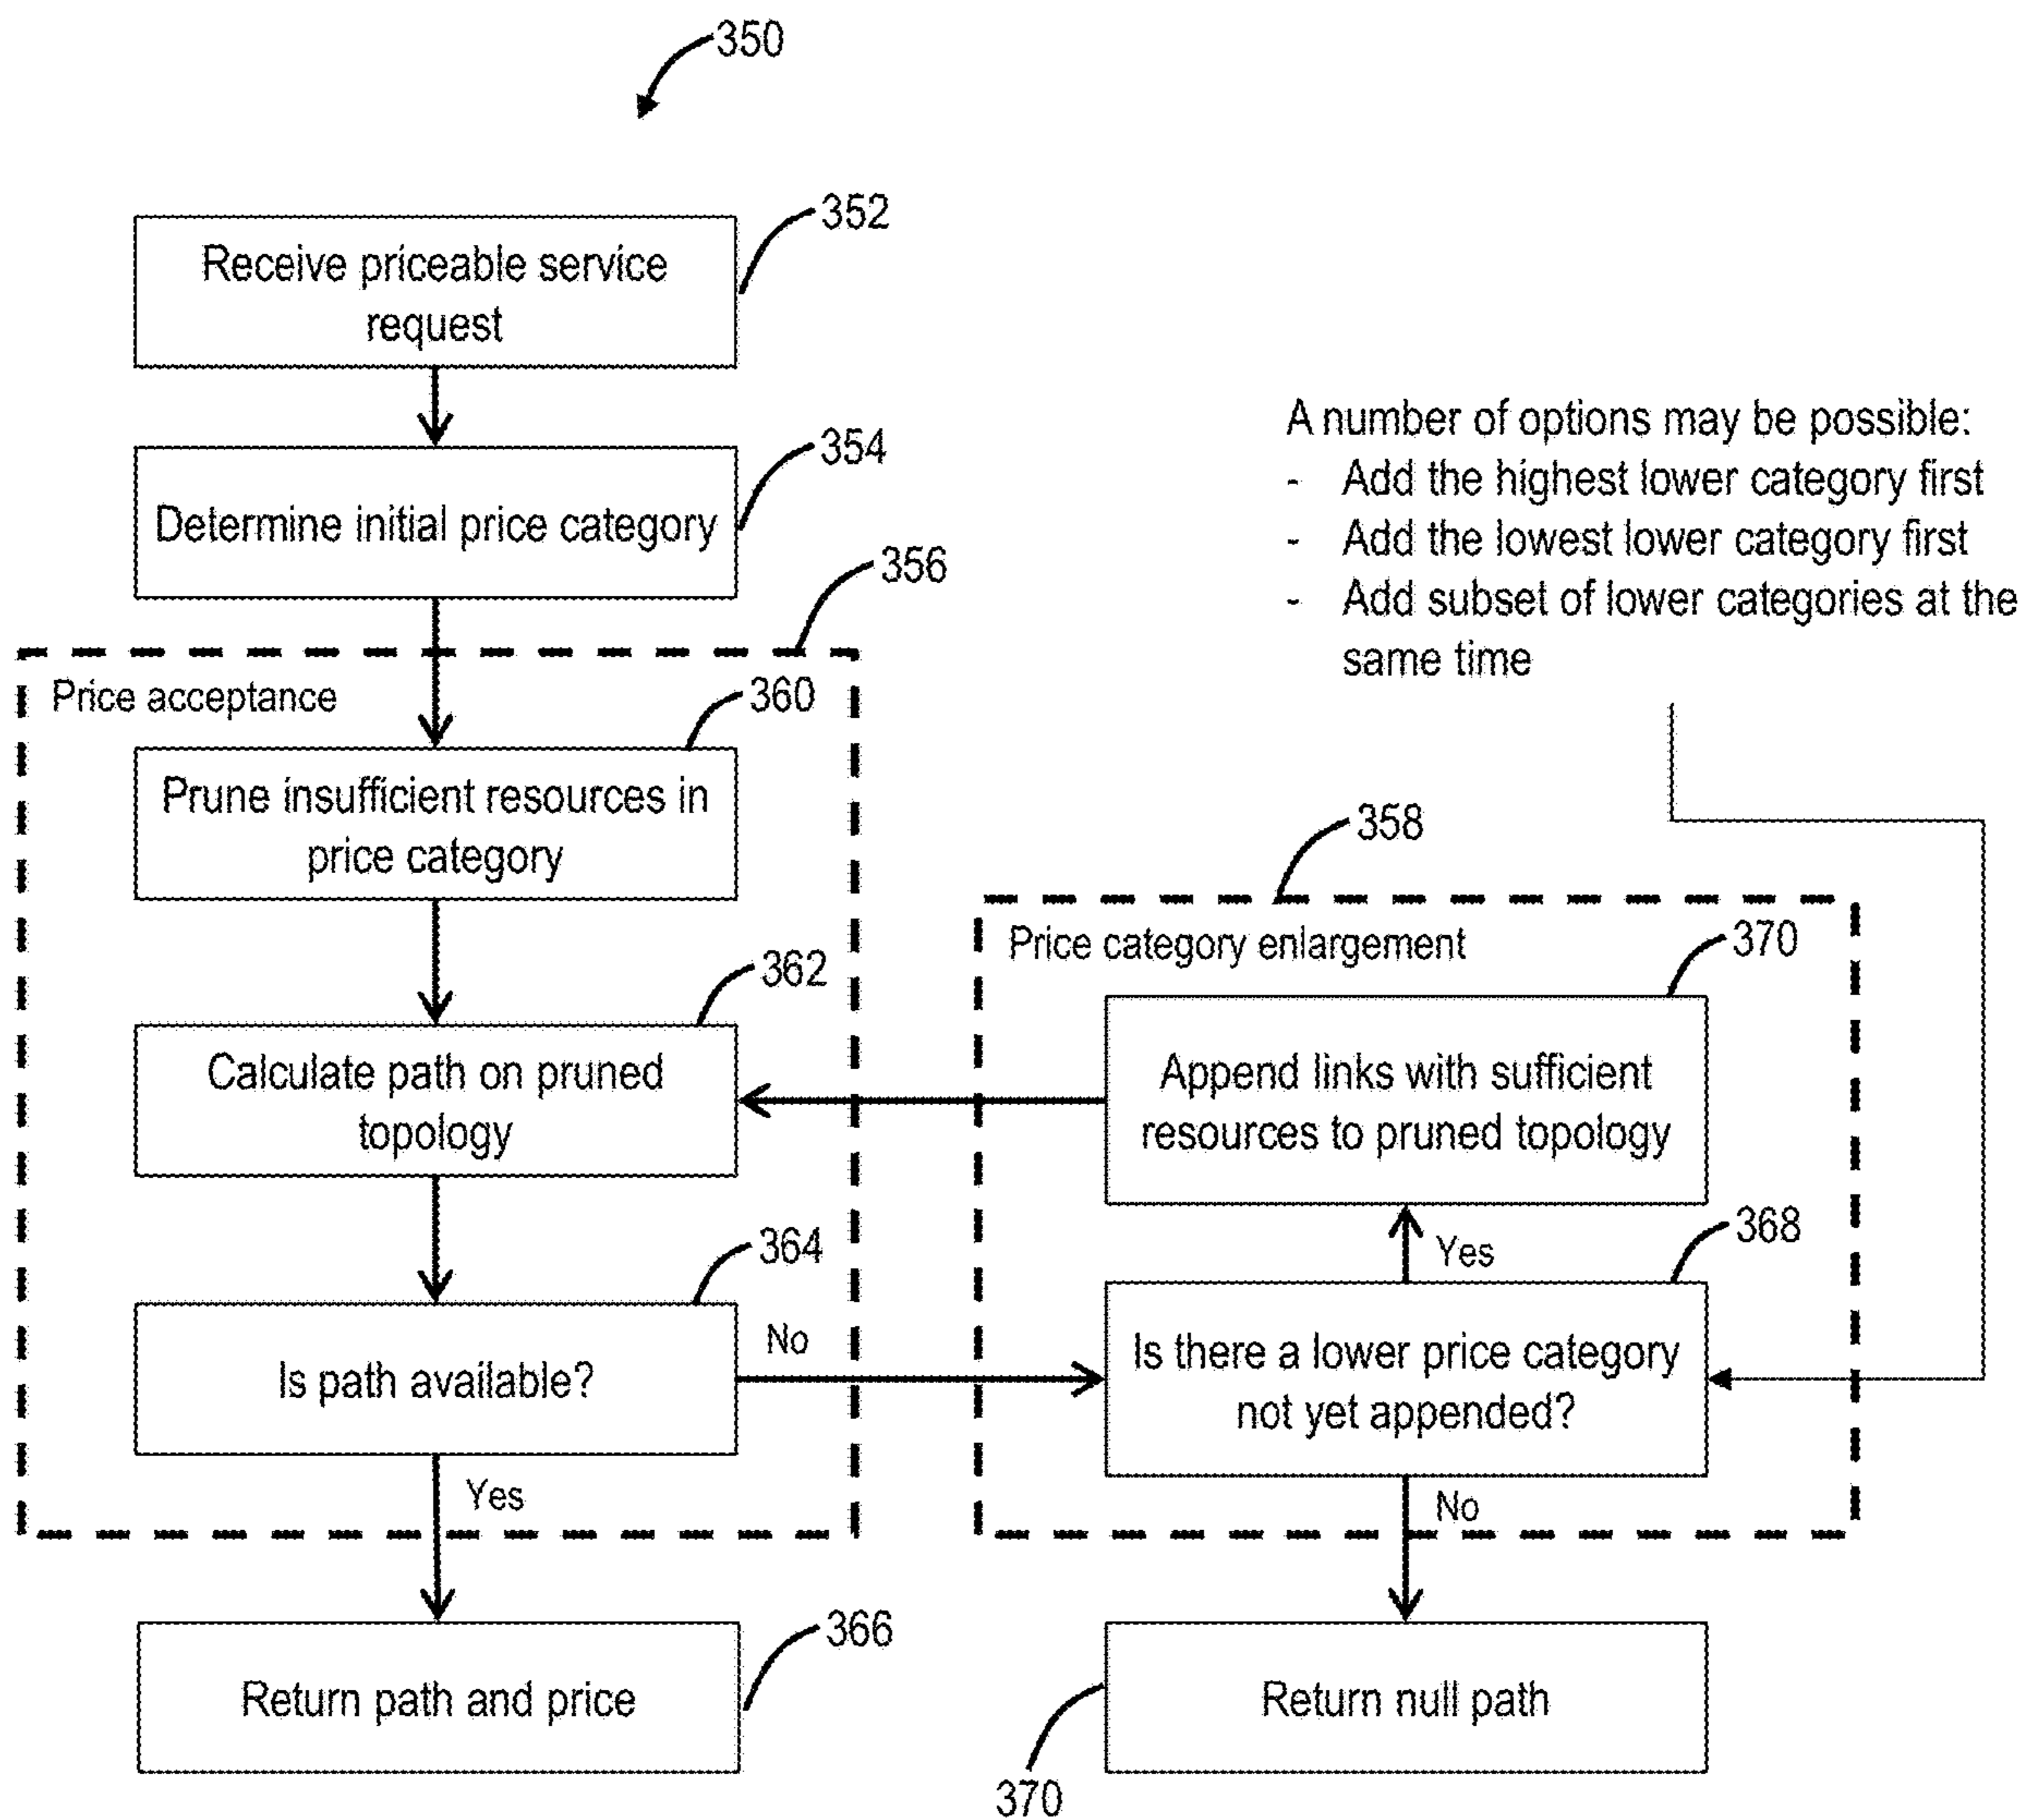 350
352
Receive priceable service
request
354
Determine initial price category
A number of options may be possible:
- Add the highest lower category first
- Add the lowest lower category first
- Add subset of lower categories at the
same time
356
Price acceptance
360
Prune insufficient resources in
price category
358
Price category enlargement
370
362
Calculate path on pruned
topology
Append links with sufficient
resources to pruned topology
368
Yes
364
No
Is path available?
Is there a lower price category
not yet appended?
Yes
No
366
Return path and price
Return null path
370